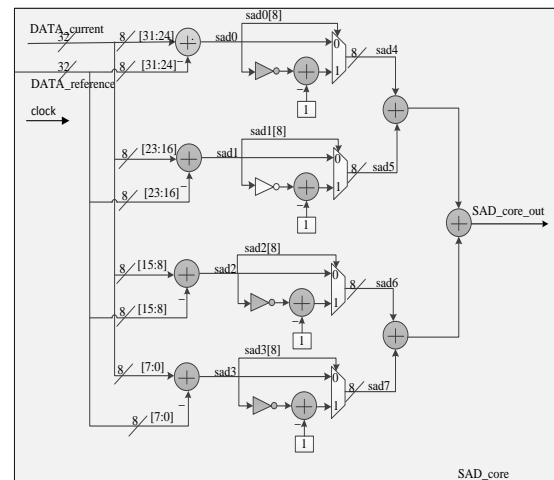 DATA_current
32
8 [31:24]
sad0
sad0[8]
0
1
8
sad4
1
DATA_reference
32
8 [31:24]
clock
8 [23:16]
sad1
sad1[8]
0
1
8
sad5
1
8 [23:16]
SAD_core_out
8 [15:8]
sad2
sad2[8]
0
1
8
sad6
1
8 [15:8]
8 [7:0]
sad3
sad3[8]
0
1
8
sad7
1
8 [7:0]
SAD_core